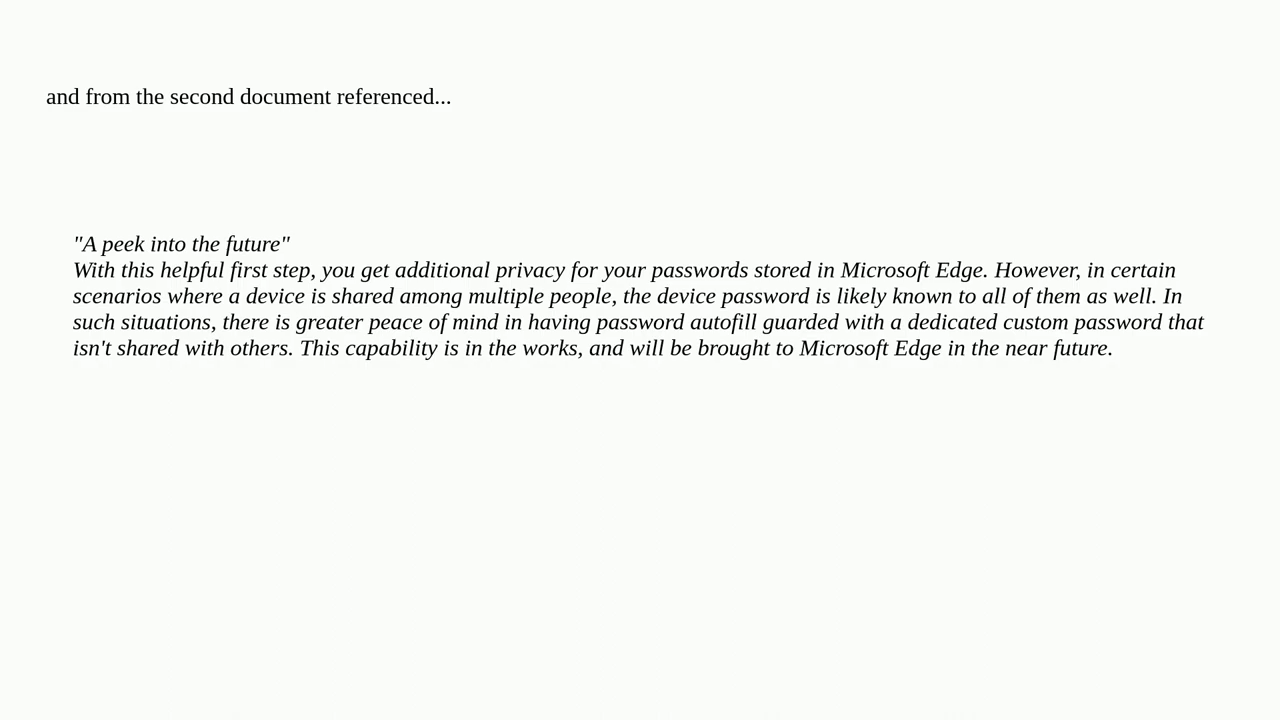 and from the second document referenced...
"A peek into the future"
With this helpful first step, you get additional privacy for your passwords stored in Microsoft Edge. However, in certain
scenarios where a device is shared among multiple people, the device password is likely known to all of them as well. In
such situations, there is greater peace of mind in having password autofill guarded with a dedicated custom password that
isn't shared with others. This capability is in the works, and will be brought to Microsoft Edge in the near future.